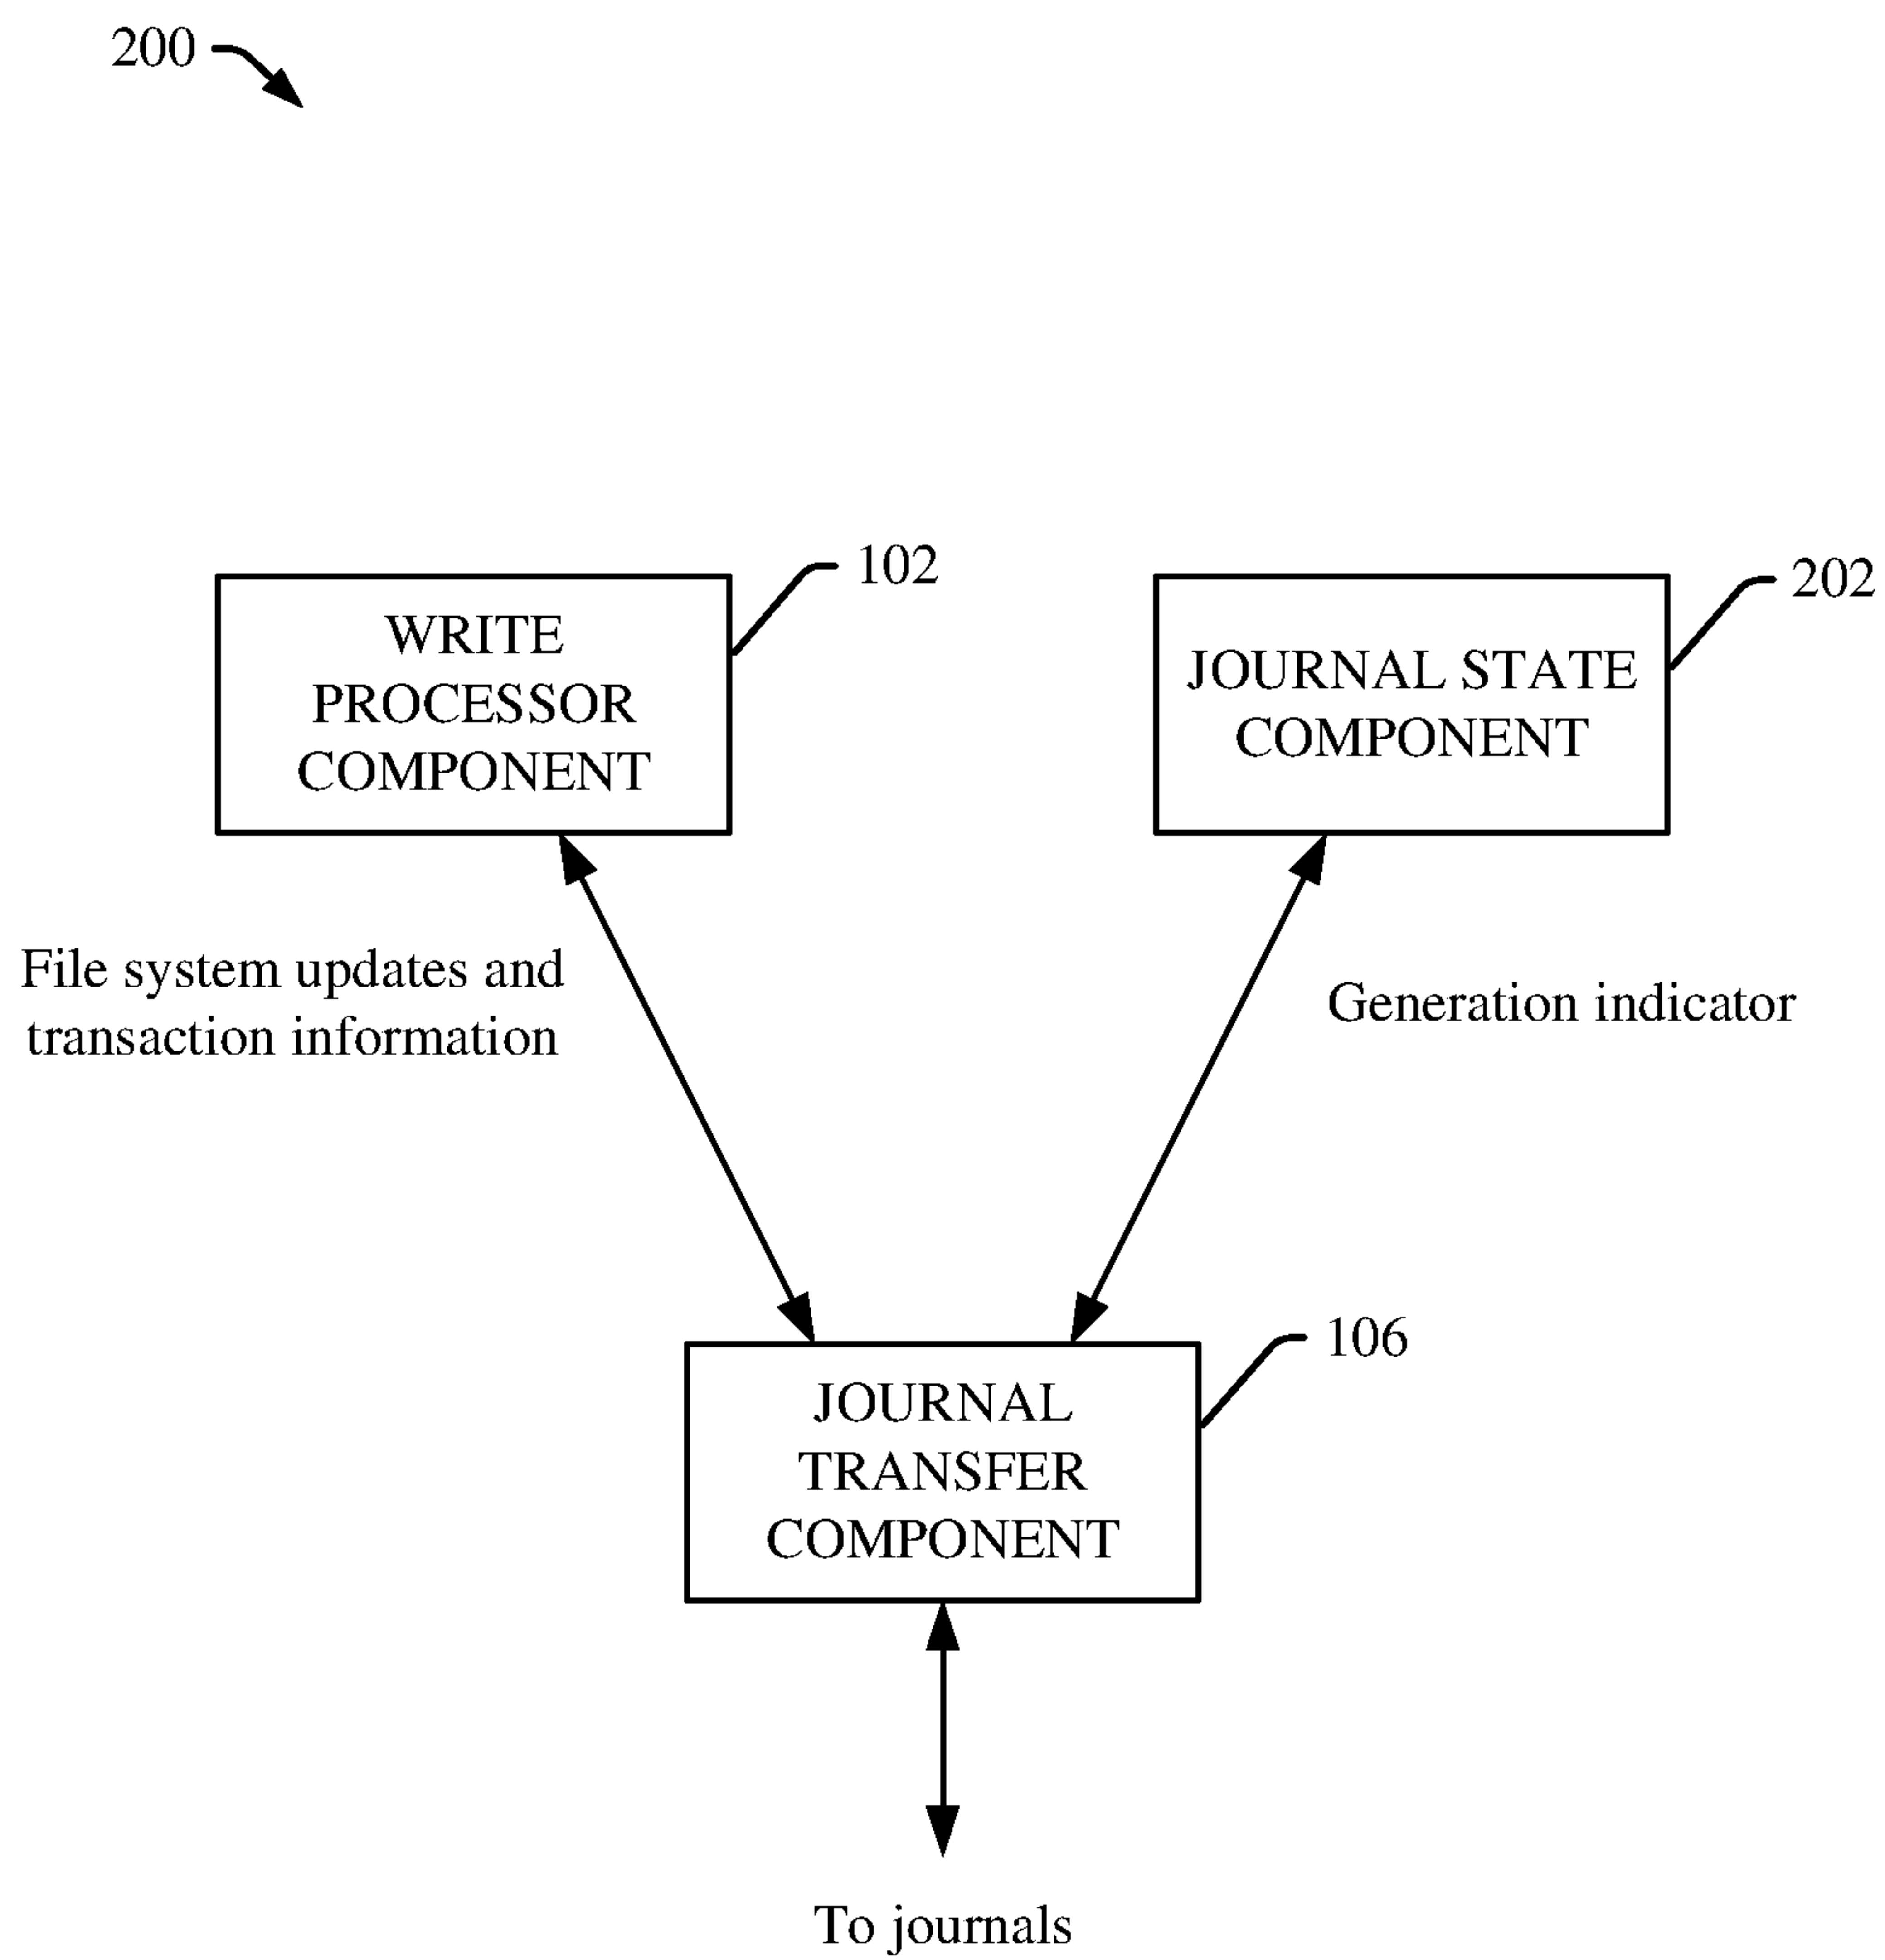 200
102
202
WRITE
PROCESSOR
COMPONENT
JOURNAL STATE
COMPONENT
File system updates and
transaction information
Generation indicator
106
JOURNAL
TRANSFER
COMPONENT
To journals